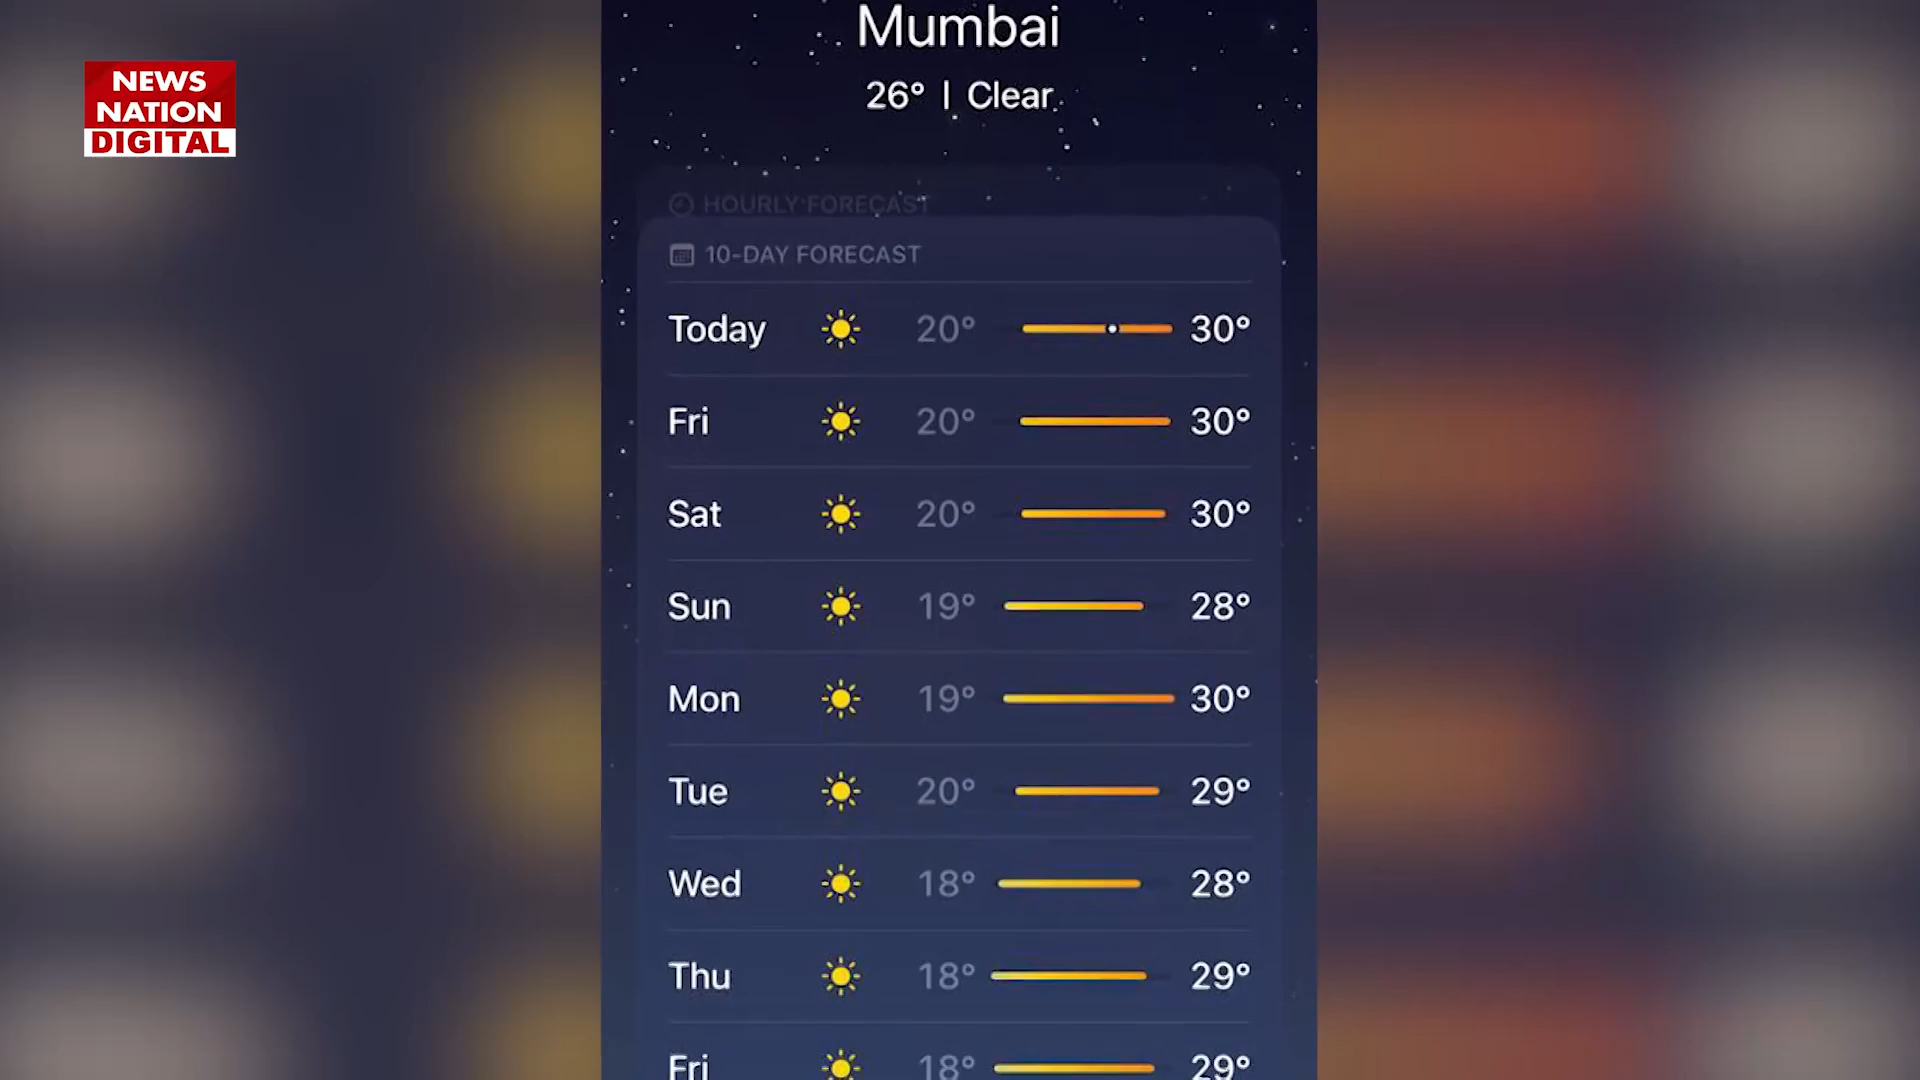 NEWS
NATION
DIGITAL
Mumbai
26° | Clear
HOURLY FORECAST
10-DAY FORECAST
Today 20° 30°
Fri 20° 30°
Sat 20° 30°
Sun 19° 28°
Mon 19° 30°
Tue 20° 29°
Wed 18° 28°
Thu 18° 29°
Fri 18° 29°